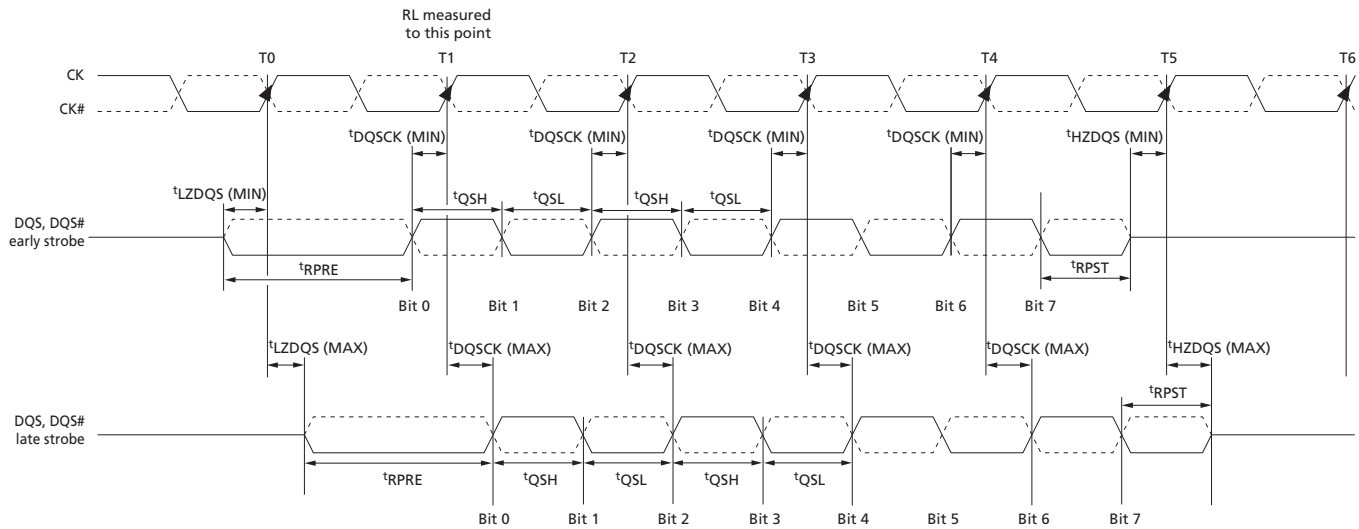 RL measured
to this point
T0 T1 T2 T3 T4 T5 T6
CK
CK#
tDQSCK (MIN) tDQSCK (MIN) tDQSCK (MIN) tDQSCK (MIN) tHZDQS (MIN)
tLZDQS (MIN) tQSH tQSL tQSH tQSL
DQS, DQS#
early strobe
tRPRE tRPST
Bit 0 Bit 1 Bit 2 Bit 3 Bit 4 Bit 5 Bit 6 Bit 7
tLZDQS (MAX) tDQSCK (MAX) tDQSCK (MAX) tDQSCK (MAX) tDQSCK (MAX) tHZDQS (MAX)
tRPST
DQS, DQS#
late strobe
tRPRE tQSH tQSL tQSH tQSL
Bit 0 Bit 1 Bit 2 Bit 3 Bit 4 Bit 5 Bit 6 Bit 7